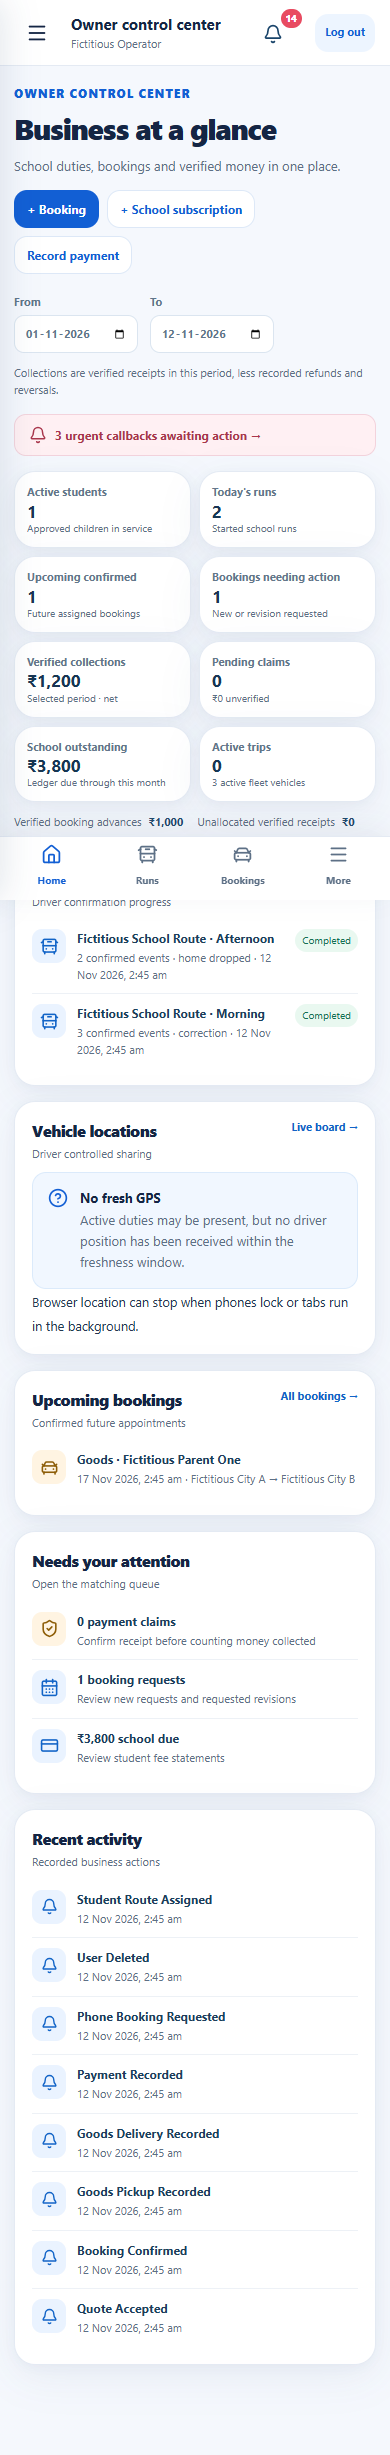 Owner control center
Fictitious Operator
14
Log out
OWNER CONTROL CENTER
Business at a glance
School duties, bookings and verified money in one place.
+ Booking
+ School subscription
Record payment
From
To
01-11-2026
12-11-2026
Collections are verified receipts in this period, less recorded refunds and
reversals.
3 urgent callbacks awaiting action →
Active students
1
Approved children in service
Today's runs
2
Started school runs
Upcoming confirmed
1
Future assigned bookings
Bookings needing action
1
New or revision requested
Verified collections
₹1,200
Selected period · net
Pending claims
0
₹0 unverified
School outstanding
₹3,800
Ledger due through this month
Active trips
0
3 active fleet vehicles
Verified booking advances ₹1,000 Unallocated verified receipts ₹0
Home
Runs
Bookings
More
Driver confirmation progress
Fictitious School Route · Afternoon
Completed
2 confirmed events · home dropped · 12
Nov 2026, 2:45 am
Fictitious School Route · Morning
Completed
3 confirmed events · correction · 12 Nov
2026, 2:45 am
Vehicle locations
Live board →
Driver controlled sharing
No fresh GPS
Active duties may be present, but no driver
position has been received within the
freshness window.
Browser location can stop when phones lock or tabs run
in the background.
Upcoming bookings
All bookings →
Confirmed future appointments
Goods · Fictitious Parent One
17 Nov 2026, 2:45 am · Fictitious City A → Fictitious City B
Needs your attention
Open the matching queue
0 payment claims
Confirm receipt before counting money collected
1 booking requests
Review new requests and requested revisions
₹3,800 school due
Review student fee statements
Recent activity
Recorded business actions
Student Route Assigned
12 Nov 2026, 2:45 am
User Deleted
12 Nov 2026, 2:45 am
Phone Booking Requested
12 Nov 2026, 2:45 am
Payment Recorded
12 Nov 2026, 2:45 am
Goods Delivery Recorded
12 Nov 2026, 2:45 am
Goods Pickup Recorded
12 Nov 2026, 2:45 am
Booking Confirmed
12 Nov 2026, 2:45 am
Quote Accepted
12 Nov 2026, 2:45 am